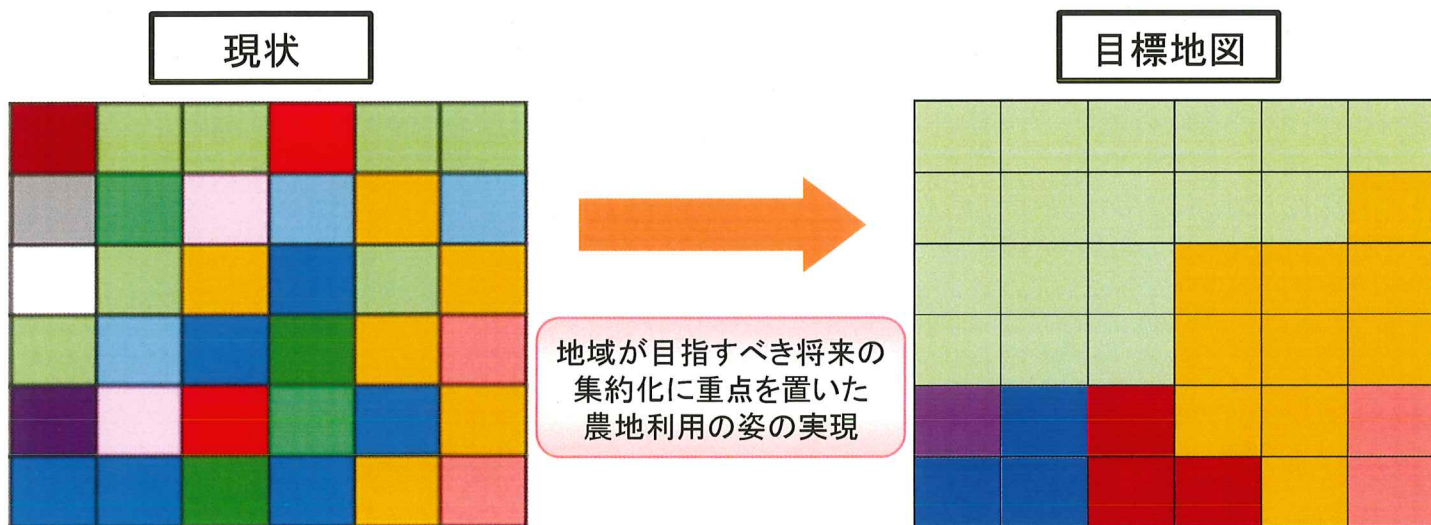 現状
目標地図
地域が目指すべき将来の
集約化に重点を置いた
農地利用の姿の実現